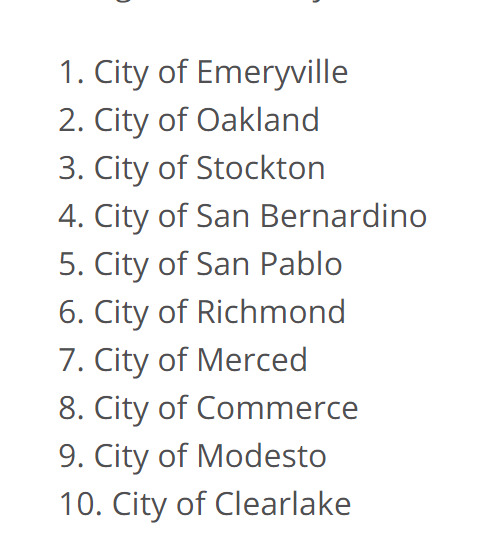 1. City of Emeryville
2. City of Oakland
3. City of Stockton
4. City of San Bernardino
5. City of San Pablo
6. City of Richmond
7. City of Merced
8. City of Commerce
9. City of Modesto
10. City of Clearlake